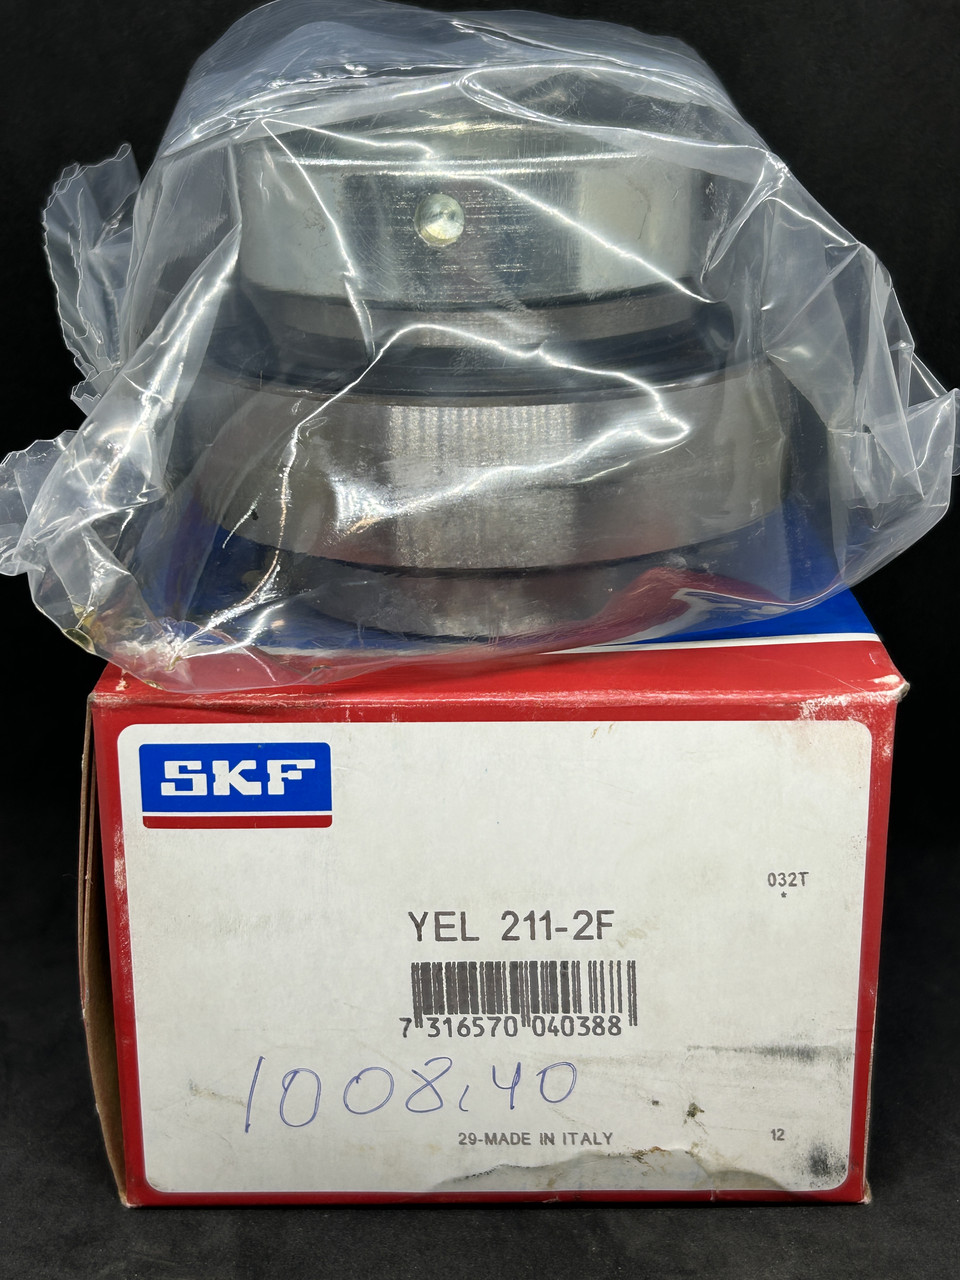 SKF
032T
*
YEL 211-2F
7 316570 040388
1008,40
29-MADE IN ITALY
12